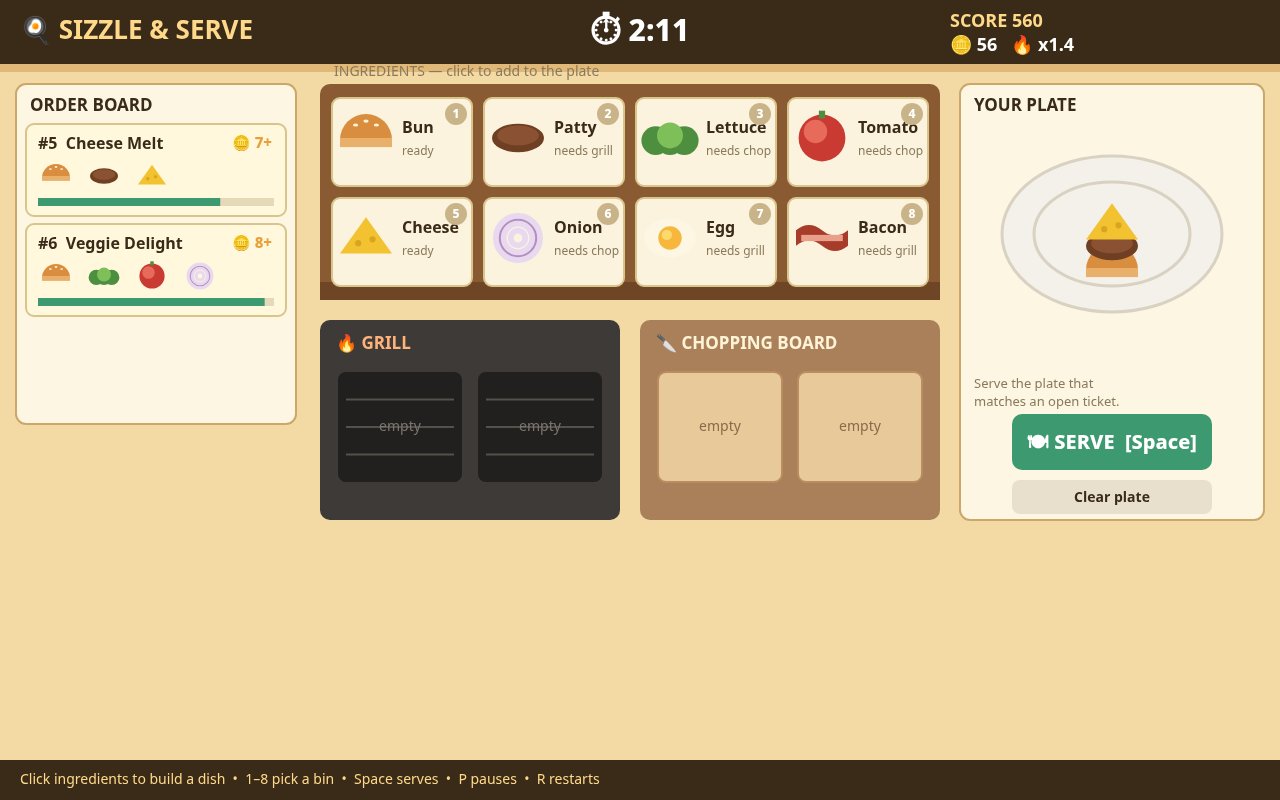 🍳 SIZZLE & SERVE
⏱ 2:11
SCORE 560
🪙 56 🔥 x1.4
INGREDIENTS — click to add to the plate
ORDER BOARD
#5 Cheese Melt 🪙 7+
#6 Veggie Delight 🪙 8+
Bun 1
ready
Patty 2
needs grill
Lettuce 3
needs chop
Tomato 4
needs chop
Cheese 5
ready
Onion 6
needs chop
Egg 7
needs grill
Bacon 8
needs grill
🔥 GRILL
empty
empty
🔪 CHOPPING BOARD
empty
empty
YOUR PLATE
Serve the plate that
matches an open ticket.
🍽 SERVE [Space]
Clear plate
Click ingredients to build a dish • 1–8 pick a bin • Space serves • P pauses • R restarts